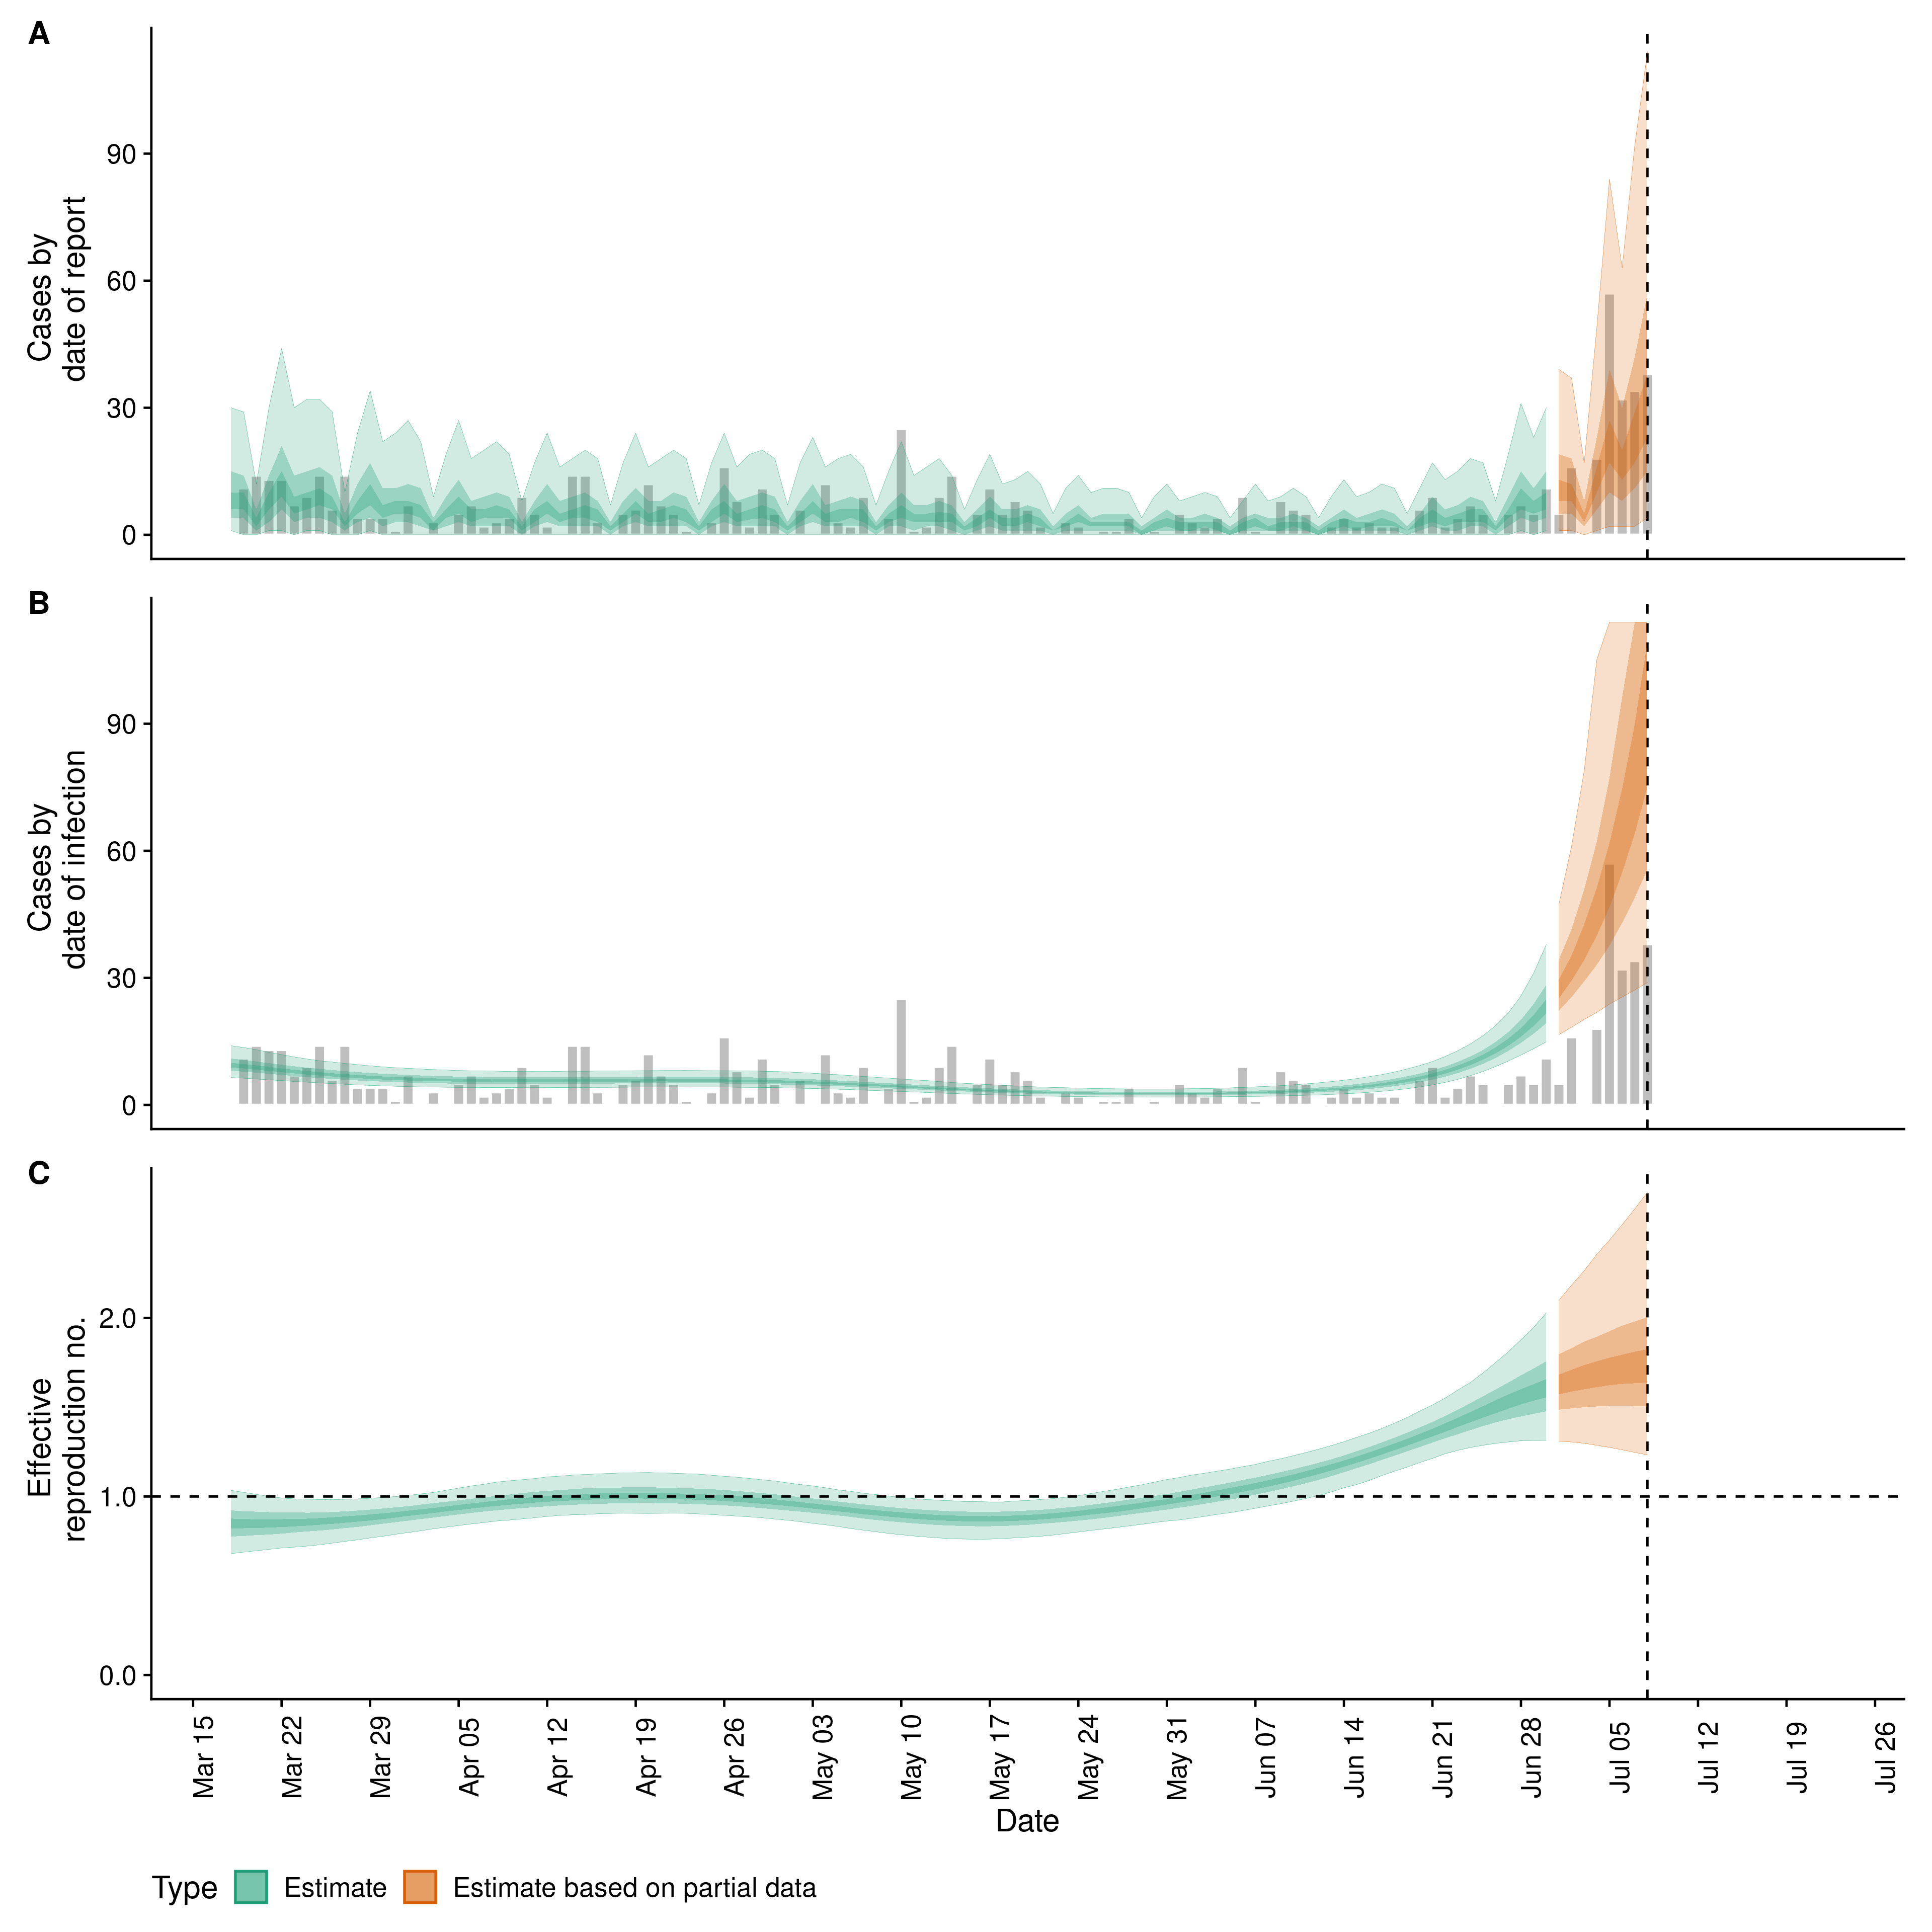 A
Cases by
date of report
90
60
30
0
B
Cases by
date of infection
90
60
30
0
C
Effective
reproduction no.
2.0
1.0
0.0
Mar 15
Mar 22
Mar 29
Apr 05
Apr 12
Apr 19
Apr 26
May 03
May 10
May 17
May 24
May 31
Jun 07
Jun 14
Jun 21
Jun 28
Jul 05
Jul 12
Jul 19
Jul 26
Date
Type Estimate Estimate based on partial data